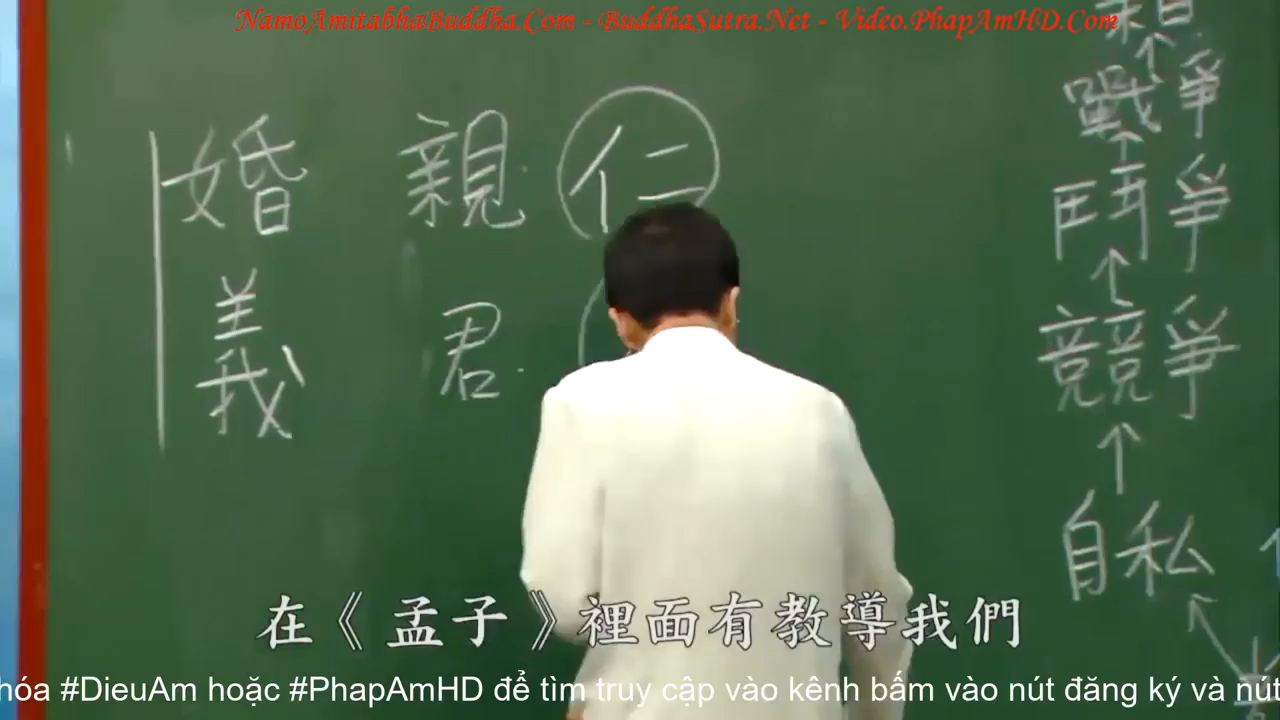 NamoAmitabhaBuddha.Com - BuddhaSutra.Net - Video.PhapAmHD.Com
戰爭
鬥爭
競爭
自私
婚 親 仁
義 君
在《孟子》裡面有教導我們
hóa #DieuAm hoặc #PhapAmHD để tìm truy cập vào kênh bấm vào nút đăng ký và nút